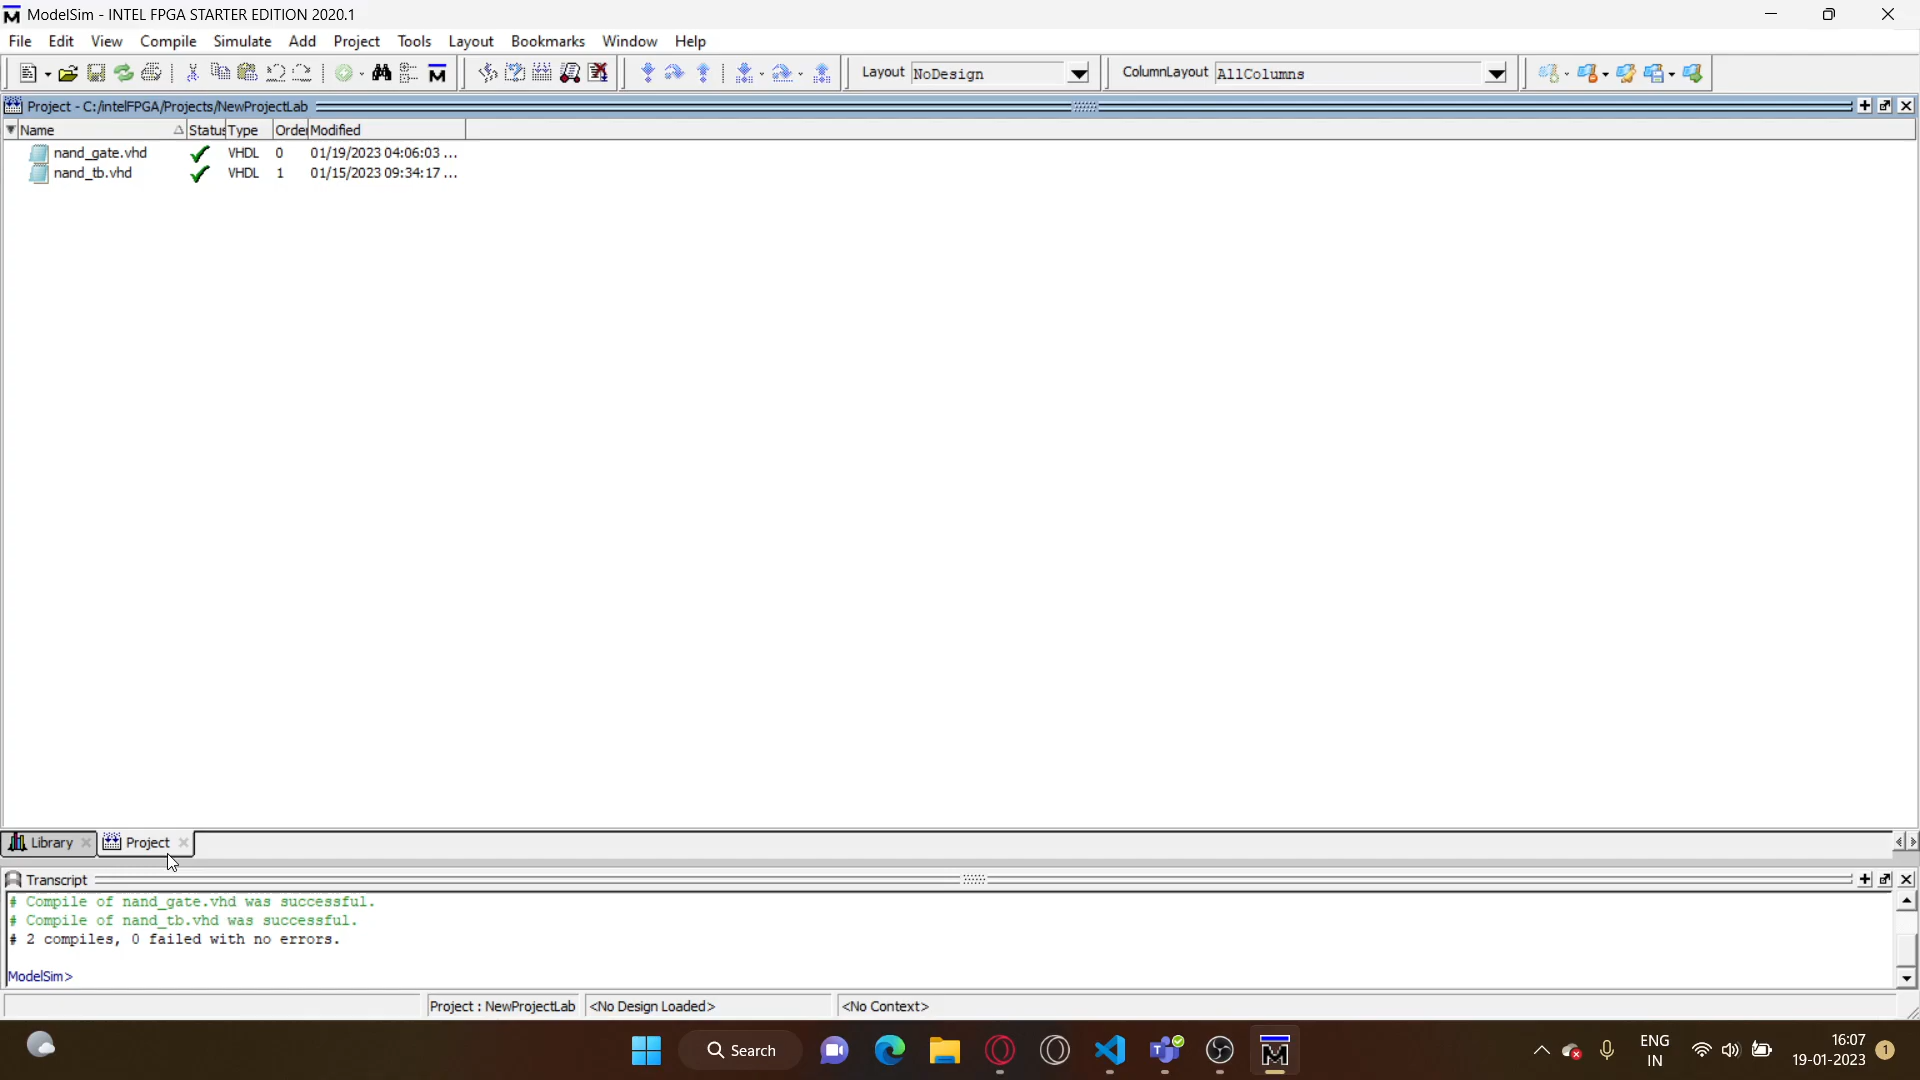 ModelSim - INTEL FPGA STARTER EDITION 2020.1
File Edit View Compile Simulate Add Project Tools Layout Bookmarks Window Help
Layout NoDesign ColumnLayout AllColumns
Project - C:/intelFPGA/Projects/NewProjectLab
Name Status Type Order Modified
nand_gate.vhd VHDL 0 01/19/2023 04:06:03 ...
nand_tb.vhd VHDL 1 01/15/2023 09:34:17 ...
Library Project
Transcript
# Compile of nand_gate.vhd was successful.
# Compile of nand_tb.vhd was successful.
# 2 compiles, 0 failed with no errors.
ModelSim>
Project : NewProjectLab <No Design Loaded> <No Context>
Search ENG IN 16:07 19-01-2023 1